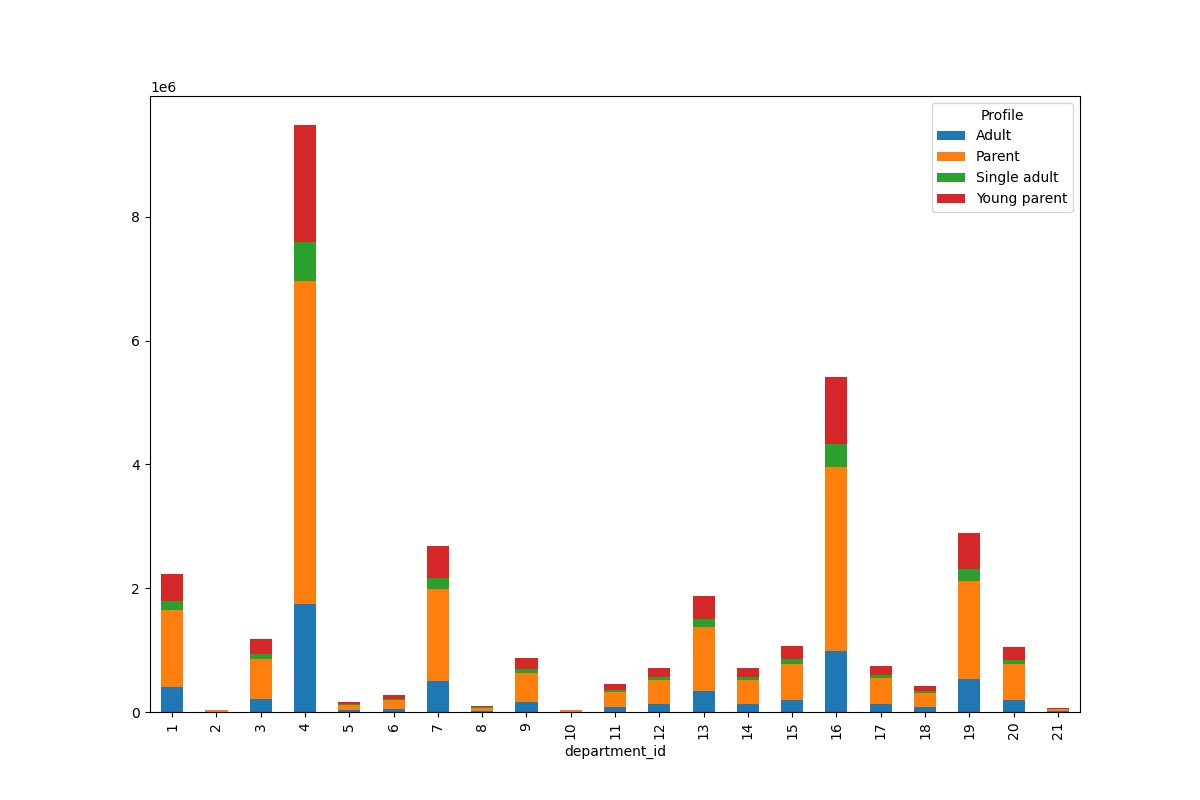 1e6
Profile
Adult
Parent
Single adult
Young parent
8
6
4
2
0
1 2 3 4 5 6 7 8 9 10 11 12 13 14 15 16 17 18 19 20 21
department_id